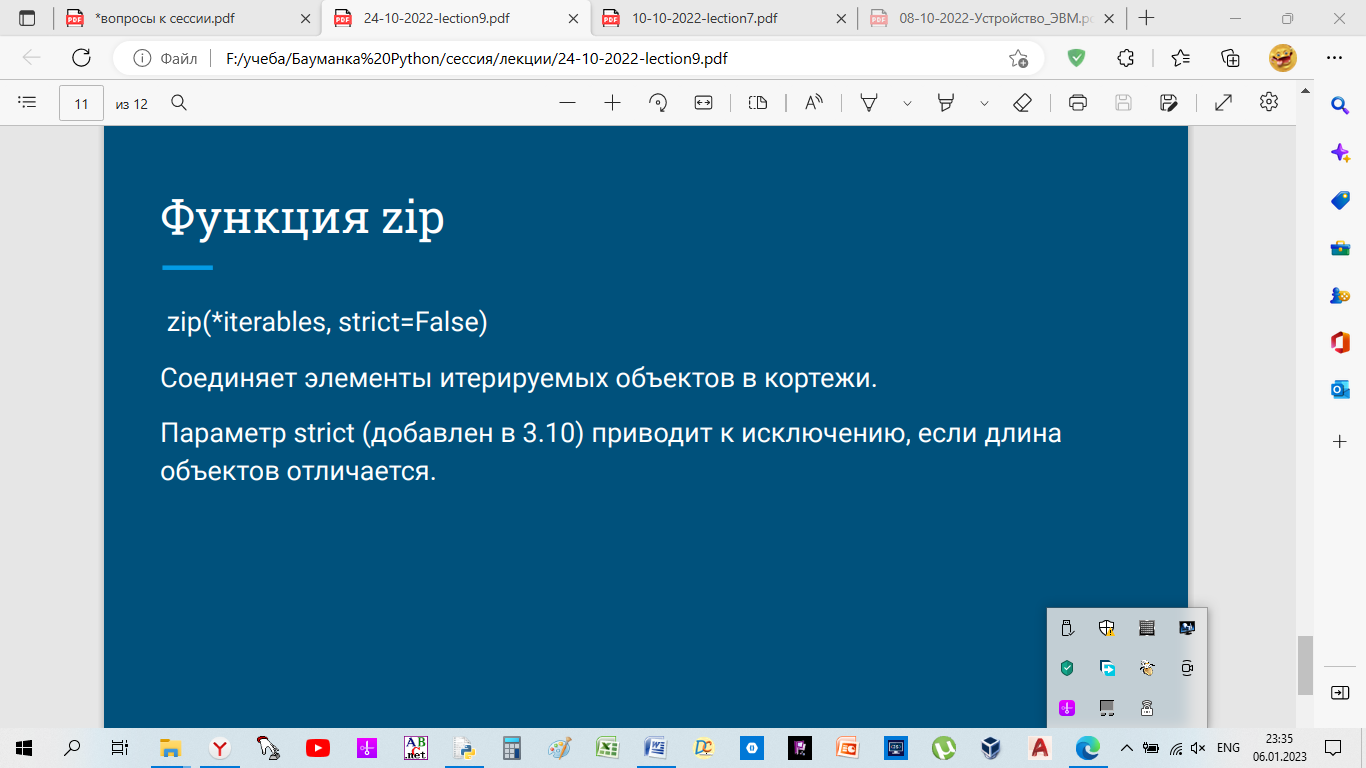 *вопросы к сессии.pdf
24-10-2022-lection9.pdf
10-10-2022-lection7.pdf
08-10-2022-Устройство_ЭВМ.
Файл
F:/учеба/Бауманка%20Python/сессия/лекции/24-10-2022-lection9.pdf
11 из 12
Функция zip
zip(*iterables, strict=False)
Соединяет элементы итерируемых объектов в кортежи.
Параметр strict (добавлен в 3.10) приводит к исключению, если длина
объектов отличается.
ENG
23:35
06.01.2023